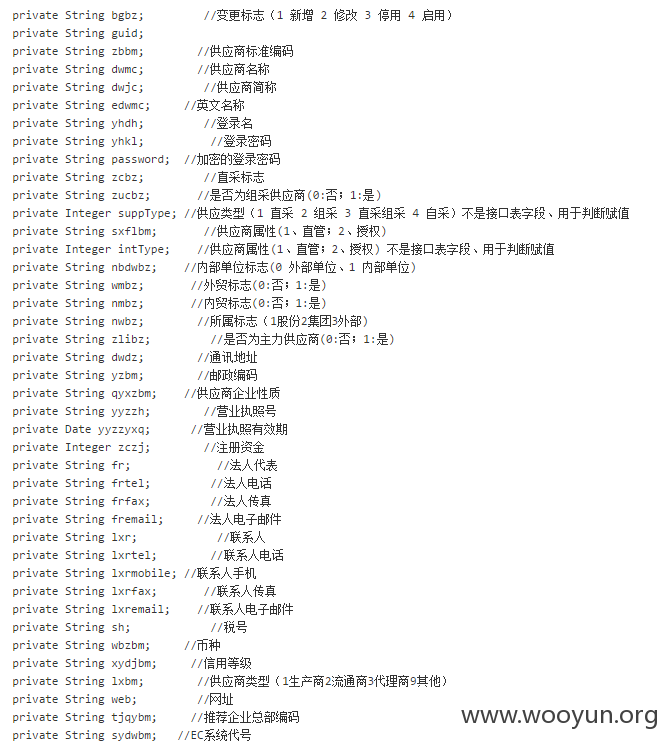 private String bgbz; //变更标志（1 新增 2 修改 3 停用 4 启用）
private String guid;
private String zbbm; //供应商标准编码
private String dwmc; //供应商名称
private String dwjc; //供应商简称
private String edwmc; //英文名称
private String yhdh; //登录名
private String yhkl; //登录密码
private String password; //加密的登录密码
private String zcbz; //直采标志
private String zucbz; //是否为组采供应商(0:否；1:是)
private Integer suppType; //供应类型（1 直采 2 组采 3 直采组采 4 自采）不是接口表字段、用于判断赋值
private String sxflbm; //供应商属性(1、直管；2、授权)
private Integer intType; //供应商属性(1、直管；2、授权) 不是接口表字段、用于判断赋值
private String nbdwbz; //内部单位标志(0 外部单位、1 内部单位)
private String wmbz; //外贸标志(0:否；1:是)
private String nmbz; //内贸标志(0:否；1:是)
private String nwbz; //所属标志（1股份2集团3外部)
private String zlibz; //是否为主力供应商(0:否；1:是)
private String dwdz; //通讯地址
private String yzbm; //邮政编码
private String qyxzbm; //供应商企业性质
private String yyzzh; //营业执照号
private Date yyzzyxq; //营业执照有效期
private Integer zczj; //注册资金
private String fr; //法人代表
private String frtel; //法人电话
private String frfax; //法人传真
private String fremail; //法人电子邮件
private String lxr; //联系人
private String lxrtel; //联系人电话
private String lxrmobile; //联系人手机
private String lxrfax; //联系人传真
private String lxremail; //联系人电子邮件
private String sh; //税号
private String wbzbm; //币种
private String xydjbm; //信用等级
private String lxbm; //供应商类型（1生产商2流通商3代理商9其他）
private String web; //网址
private String tjqybm; //推荐企业总部编码
private String sydwbm; //EC系统代号
www.wooyun.org